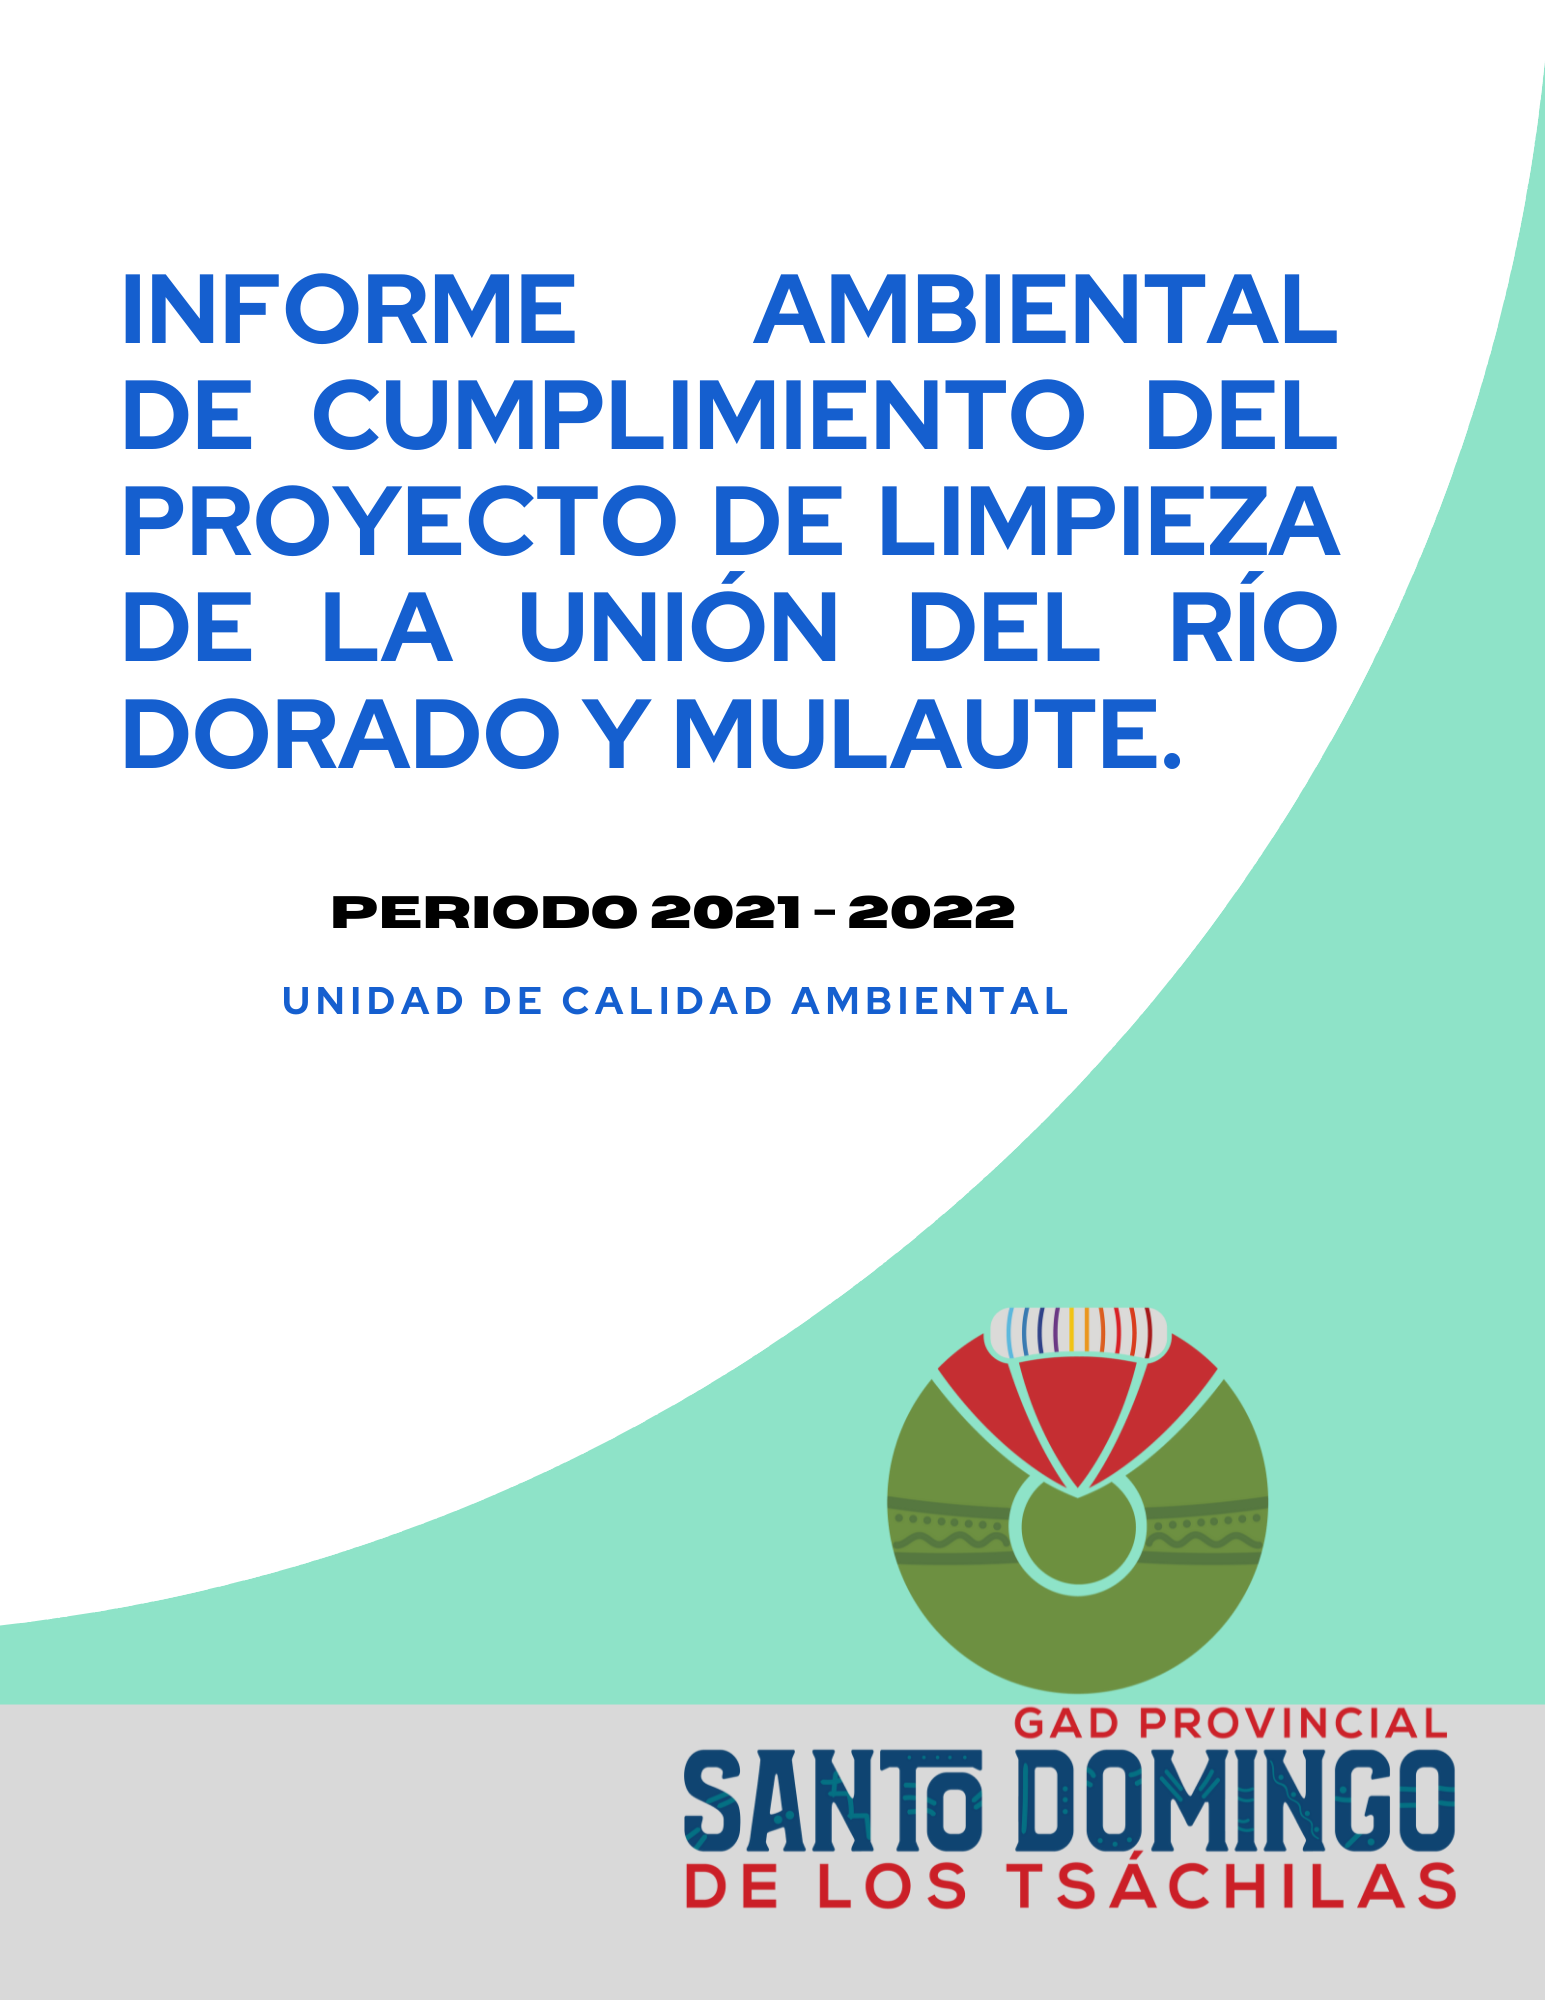 INFORME AMBIENTAL
DE CUMPLIMIENTO DEL
PROYECTO DE LIMPIEZA
DE LA UNIÓN DEL RÍO
DORADO Y MULAUTE.
PERIODO 2021 - 2022
UNIDAD DE CALIDAD AMBIENTAL
GAD PROVINCIAL
SANTO DOMINGO
DE LOS TSÁCHILAS